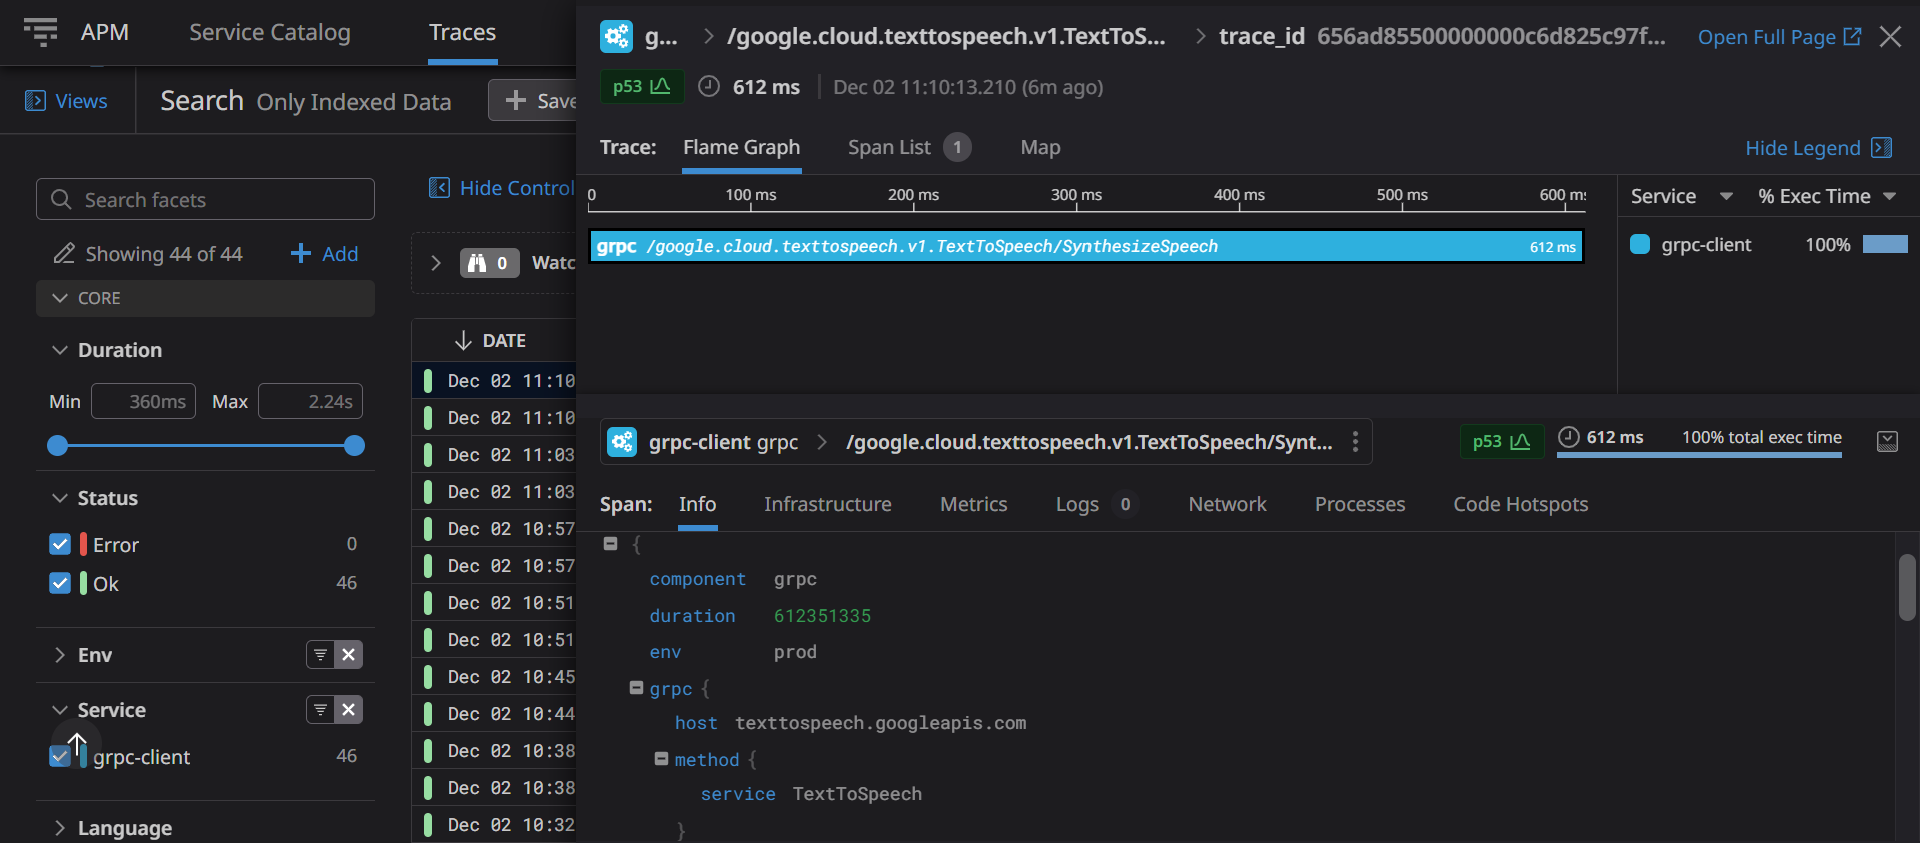 APM
Service Catalog
Traces
Views
Search Only Indexed Data
Save
Search facets
Showing 44 of 44
Add
CORE
Duration
Min 360ms Max 2.24s
Status
Error 0
Ok 46
Env
Service
grpc-client 46
Language
Hide Control
0 Watc
DATE
Dec 02 11:10
Dec 02 11:10
Dec 02 11:03
Dec 02 11:03
Dec 02 10:57
Dec 02 10:57
Dec 02 10:51
Dec 02 10:51
Dec 02 10:45
Dec 02 10:44
Dec 02 10:38
Dec 02 10:38
Dec 02 10:32
g... /google.cloud.texttospeech.v1.TextToS... trace_id 656ad85500000000c6d825c97f... Open Full Page
p53 612 ms Dec 02 11:10:13.210 (6m ago)
Trace: Flame Graph Span List 1 Map Hide Legend
0 100 ms 200 ms 300 ms 400 ms 500 ms 600 ms
grpc /google.cloud.texttospeech.v1.TextToSpeech/SynthesizeSpeech 612 ms
Service % Exec Time
grpc-client 100%
grpc-client grpc /google.cloud.texttospeech.v1.TextToSpeech/Synt... p53 612 ms 100% total exec time
Span: Info Infrastructure Metrics Logs 0 Network Processes Code Hotspots
{
component grpc
duration 612351335
env prod
grpc {
host texttospeech.googleapis.com
method {
service TextToSpeech
}